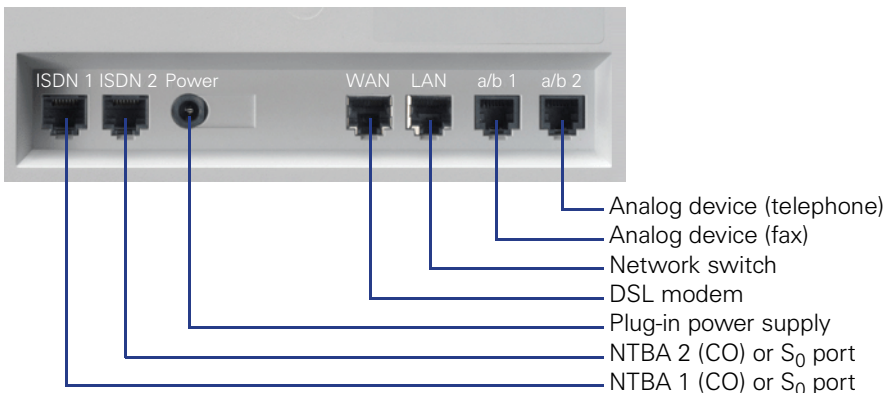 ISDN 1 ISDN 2 Power WAN LAN a/b 1 a/b 2
Analog device (telephone)
Analog device (fax)
Network switch
DSL modem
Plug-in power supply
NTBA 2 (CO) or S0 port
NTBA 1 (CO) or S0 port